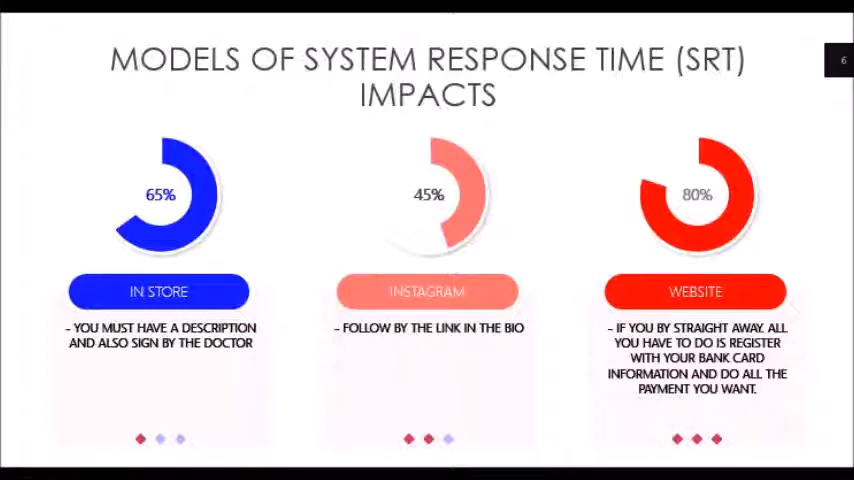 MODELS OF SYSTEM RESPONSE TIME (SRT)
IMPACTS
6
65%
45%
80%
IN STORE
INSTAGRAM
WEBSITE
- YOU MUST HAVE A DESCRIPTION
AND ALSO SIGN BY THE DOCTOR
- FOLLOW BY THE LINK IN THE BIO
- IF YOU BY STRAIGHT AWAY. ALL
YOU HAVE TO DO IS REGISTER
WITH YOUR BANK CARD
INFORMATION AND DO ALL THE
PAYMENT YOU WANT.